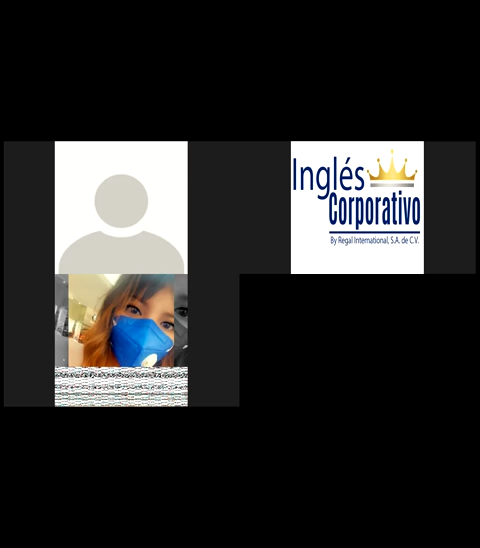 Inglés
Corporativo
By Regal International, S.A. de C.V.